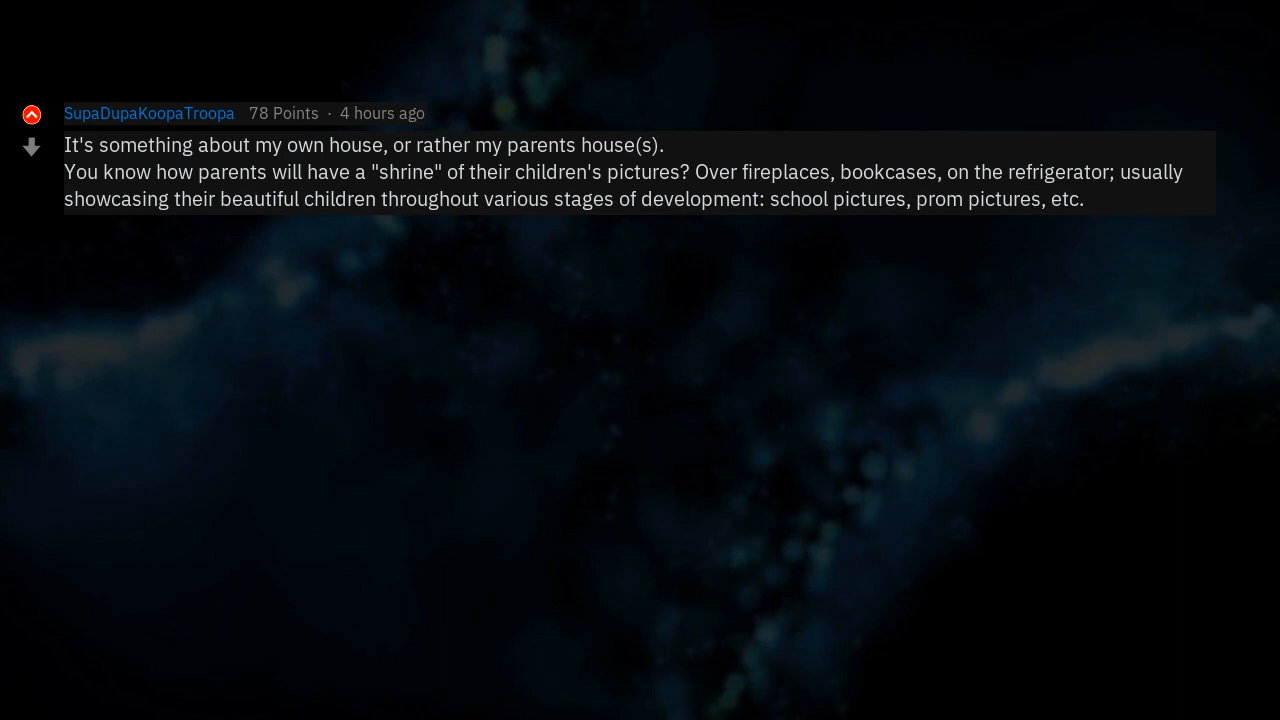 SupaDupaKoopaTroopa 78 Points · 4 hours ago
It's something about my own house, or rather my parents house(s).
You know how parents will have a "shrine" of their children's pictures? Over fireplaces, bookcases, on the refrigerator; usually
showcasing their beautiful children throughout various stages of development: school pictures, prom pictures, etc.